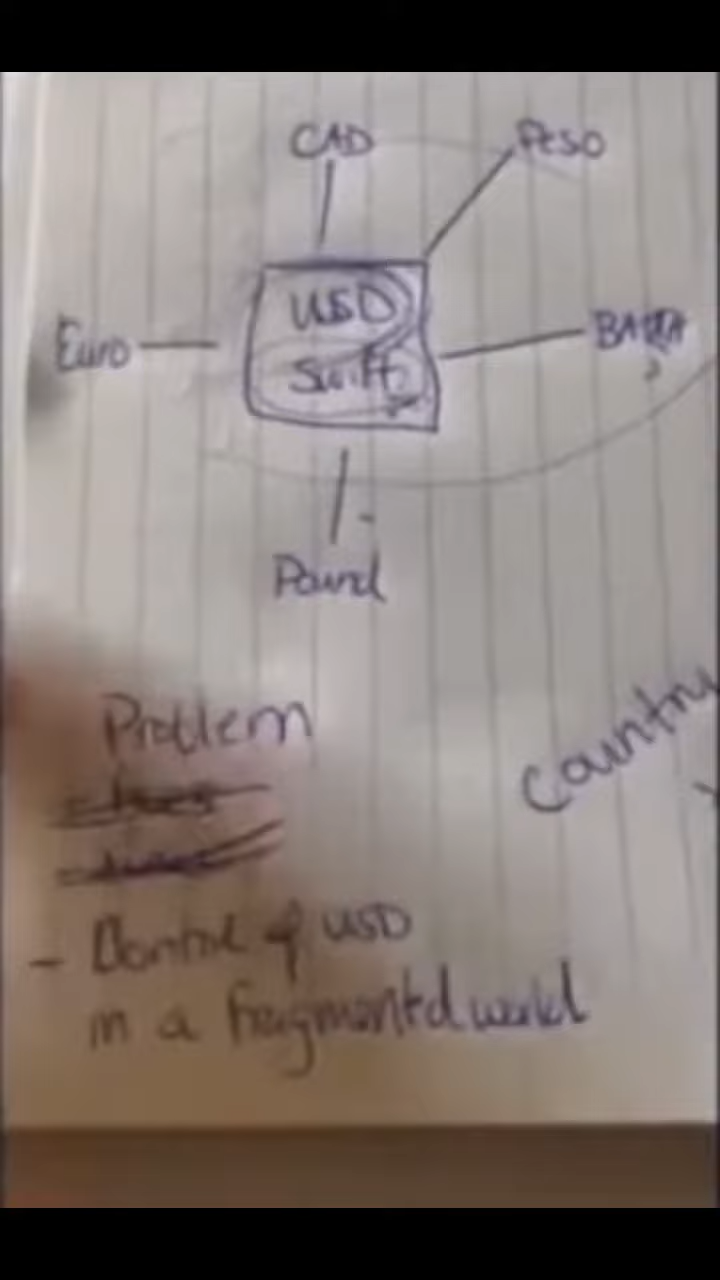 CAD
Peso
USD
Swift
Euro
Pound
Problem
Country
- Control of USD
in a fragmented world